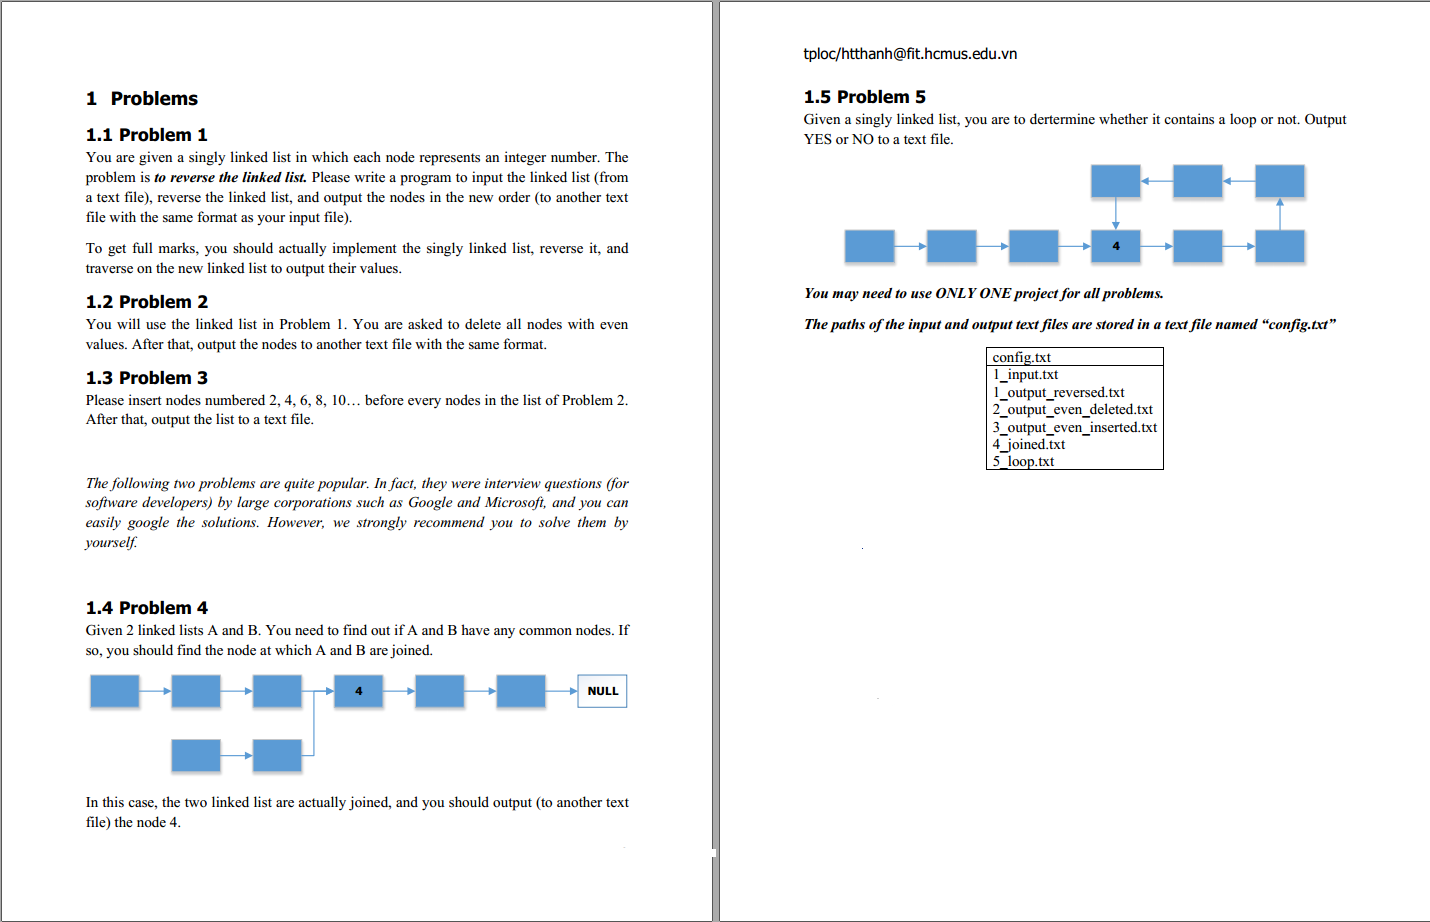 1 Problems
1.1 Problem 1
You are given a singly linked list in which each node represents an integer number. The
problem is to reverse the linked list. Please write a program to input the linked list (from
a text file), reverse the linked list, and output the nodes in the new order (to another text
file with the same format as your input file).
To get full marks, you should actually implement the singly linked list, reverse it, and
traverse on the new linked list to output their values.
1.2 Problem 2
You will use the linked list in Problem 1. You are asked to delete all nodes with even
values. After that, output the nodes to another text file with the same format.
1.3 Problem 3
Please insert nodes numbered 2, 4, 6, 8, 10… before every nodes in the list of Problem 2.
After that, output the list to a text file.
The following two problems are quite popular. In fact, they were interview questions (for
software developers) by large corporations such as Google and Microsoft, and you can
easily google the solutions. However, we strongly recommend you to solve them by
yourself.
1.4 Problem 4
Given 2 linked lists A and B. You need to find out if A and B have any common nodes. If
so, you should find the node at which A and B are joined.
4
NULL
In this case, the two linked list are actually joined, and you should output (to another text
file) the node 4.
tploc/htthanh@fit.hcmus.edu.vn
1.5 Problem 5
Given a singly linked list, you are to dertermine whether it contains a loop or not. Output
YES or NO to a text file.
4
You may need to use ONLY ONE project for all problems.
The paths of the input and output text files are stored in a text file named “config.txt”
config.txt
1_input.txt
1_output_reversed.txt
2_output_even_deleted.txt
3_output_even_inserted.txt
4_joined.txt
5_loop.txt